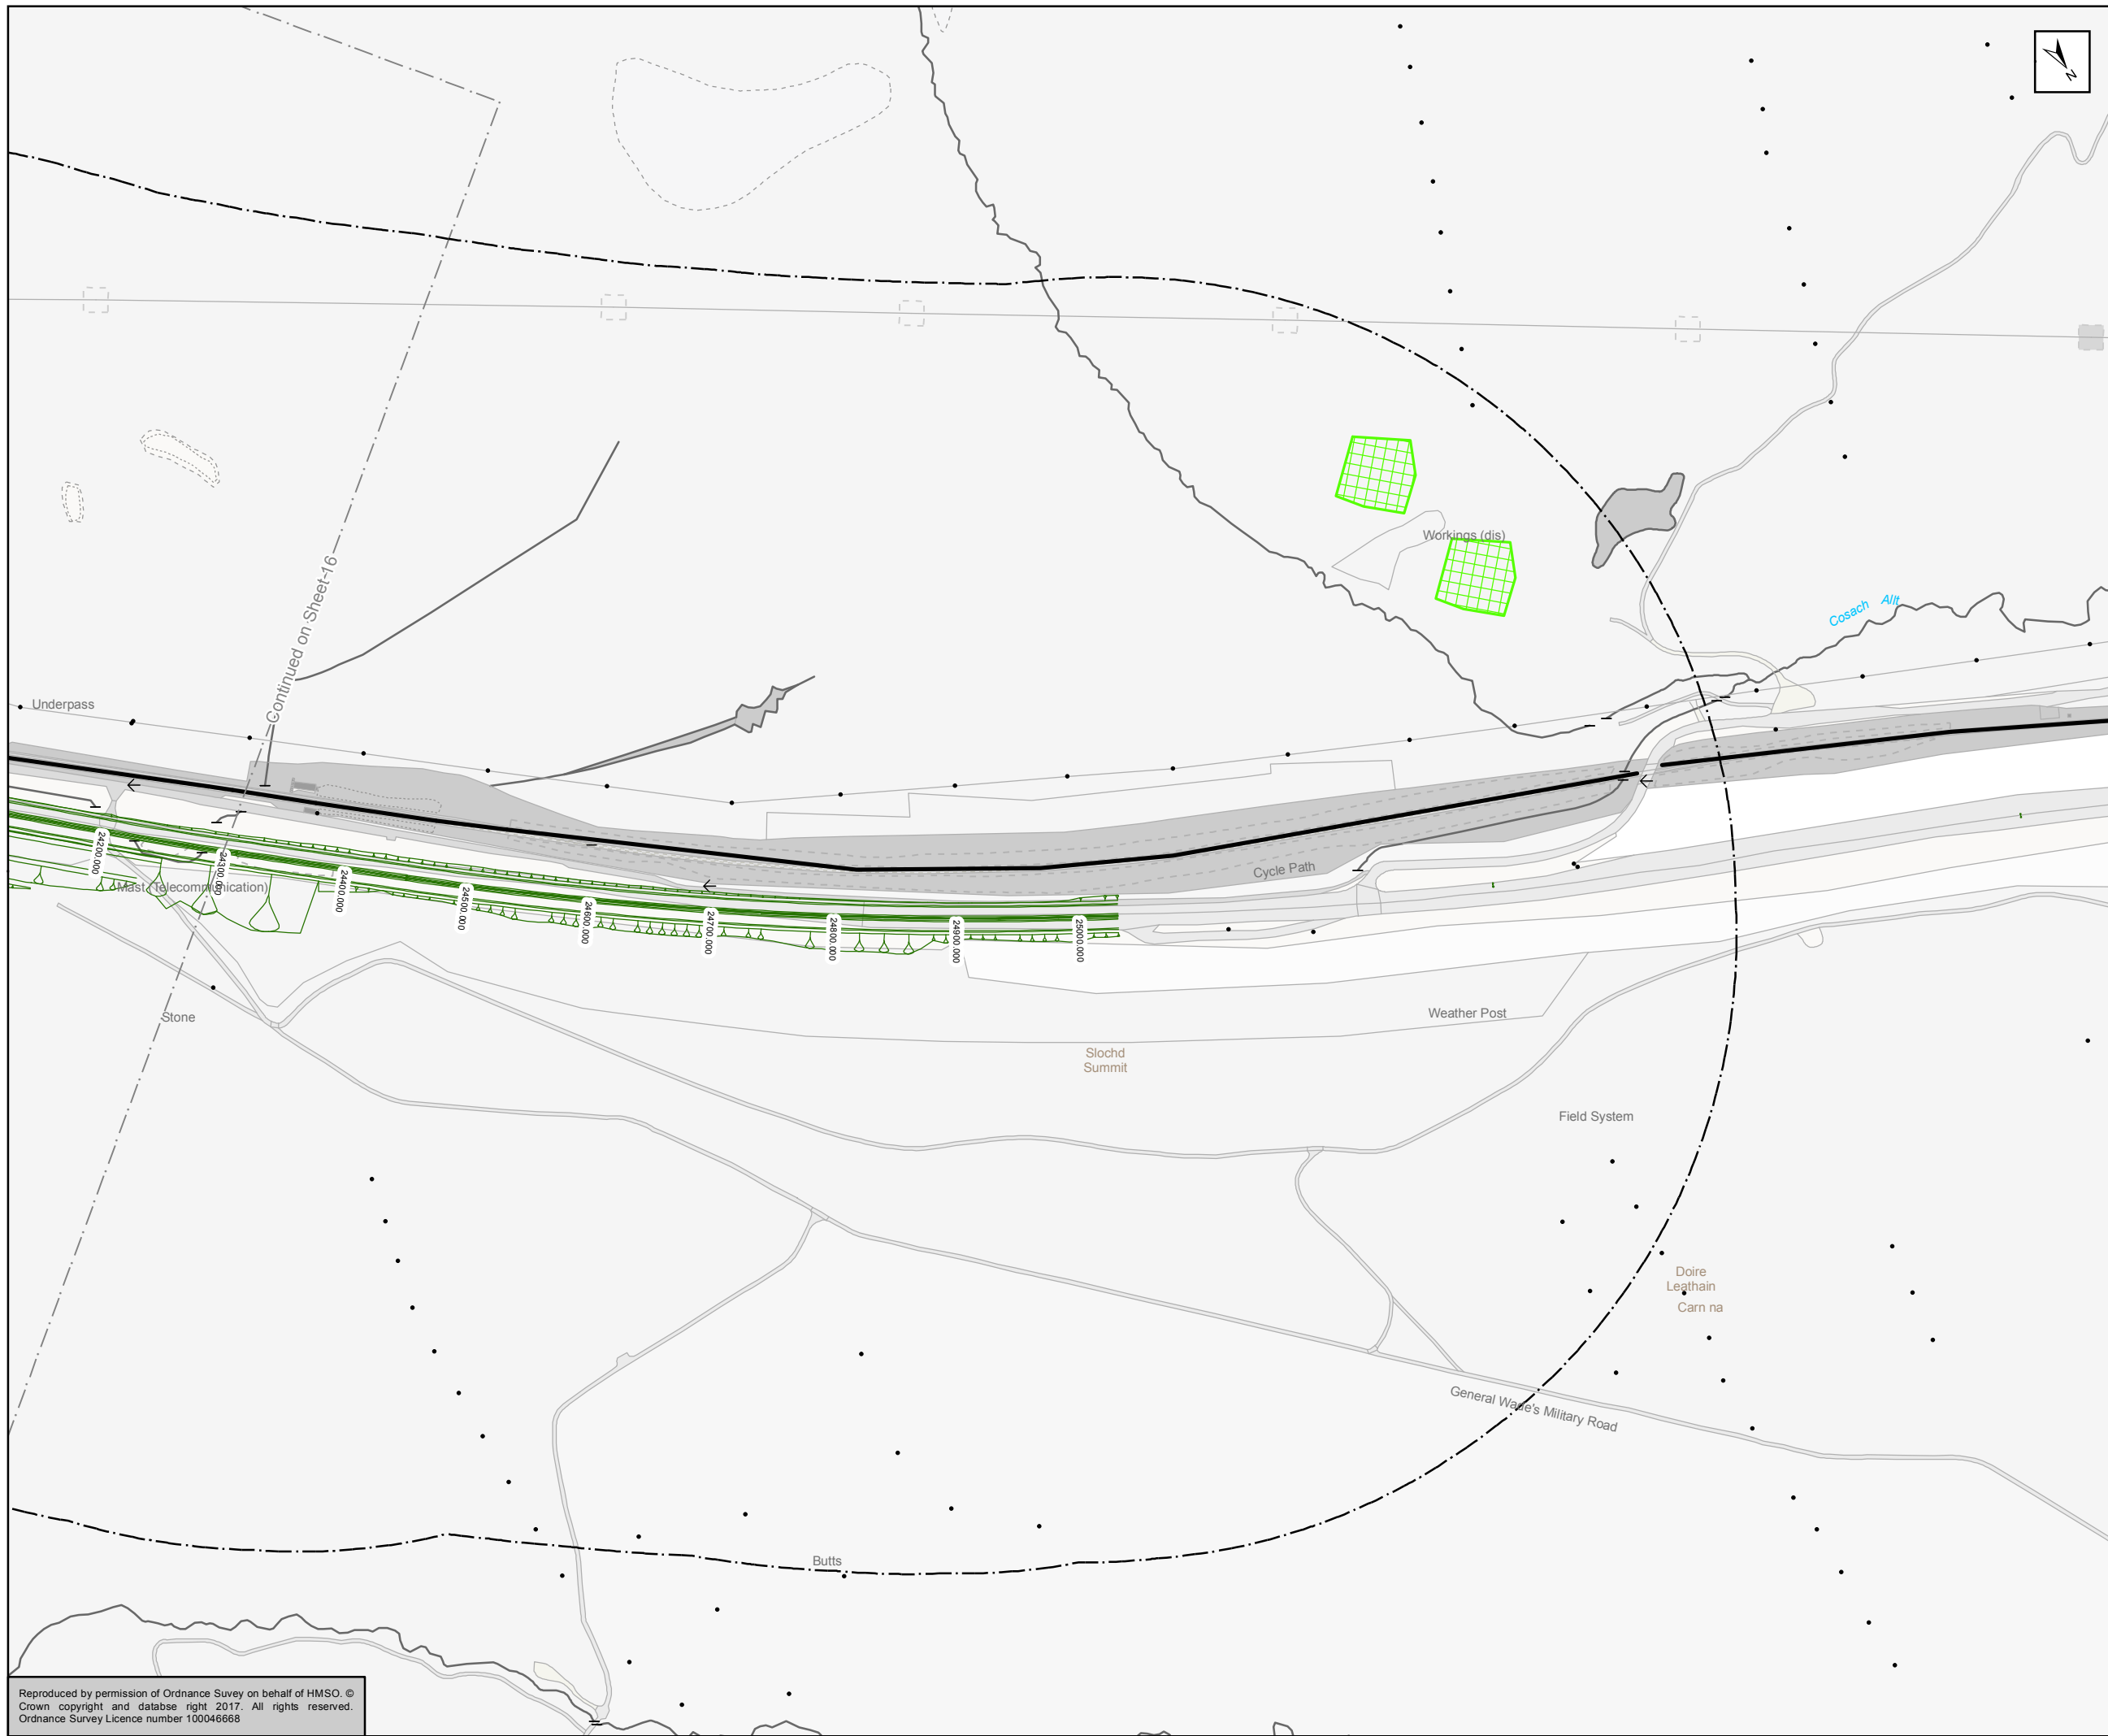 N
Continued on Sheet-16
Workings (dis)
Cosach Allt
Underpass
Cycle Path
24200.000
24300.000
24400.000
24500.000
24600.000
24700.000
24800.000
24900.000
25000.000
Mast (Telecommunication)
Stone
Weather Post
Slochd
Summit
Field System
Doire
Leathain
Carn na
General Wade's Military Road
Butts
Reproduced by permission of Ordnance Suvey on behalf of HMSO. ©
Crown copyright and databse right 2017. All rights reserved.
Ordnance Survey Licence number 100046668